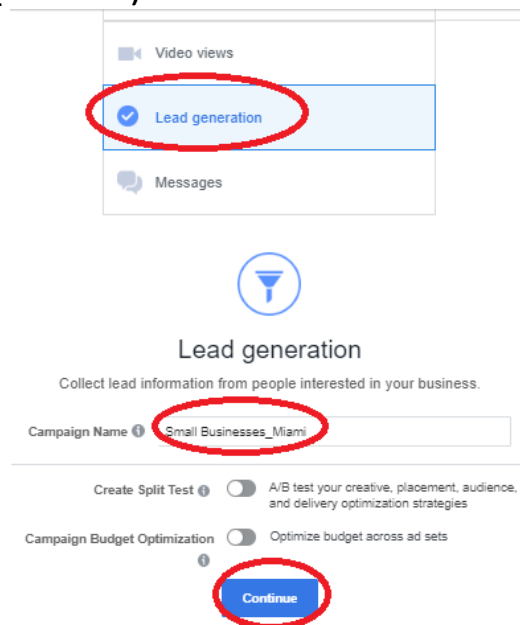 Video views
Lead generation
Messages
Lead generation
Collect lead information from people interested in your business.
Campaign Name Small Businesses_Miami
Create Split Test A/B test your creative, placement, audience,
and delivery optimization strategies
Campaign Budget Optimization Optimize budget across ad sets
Continue